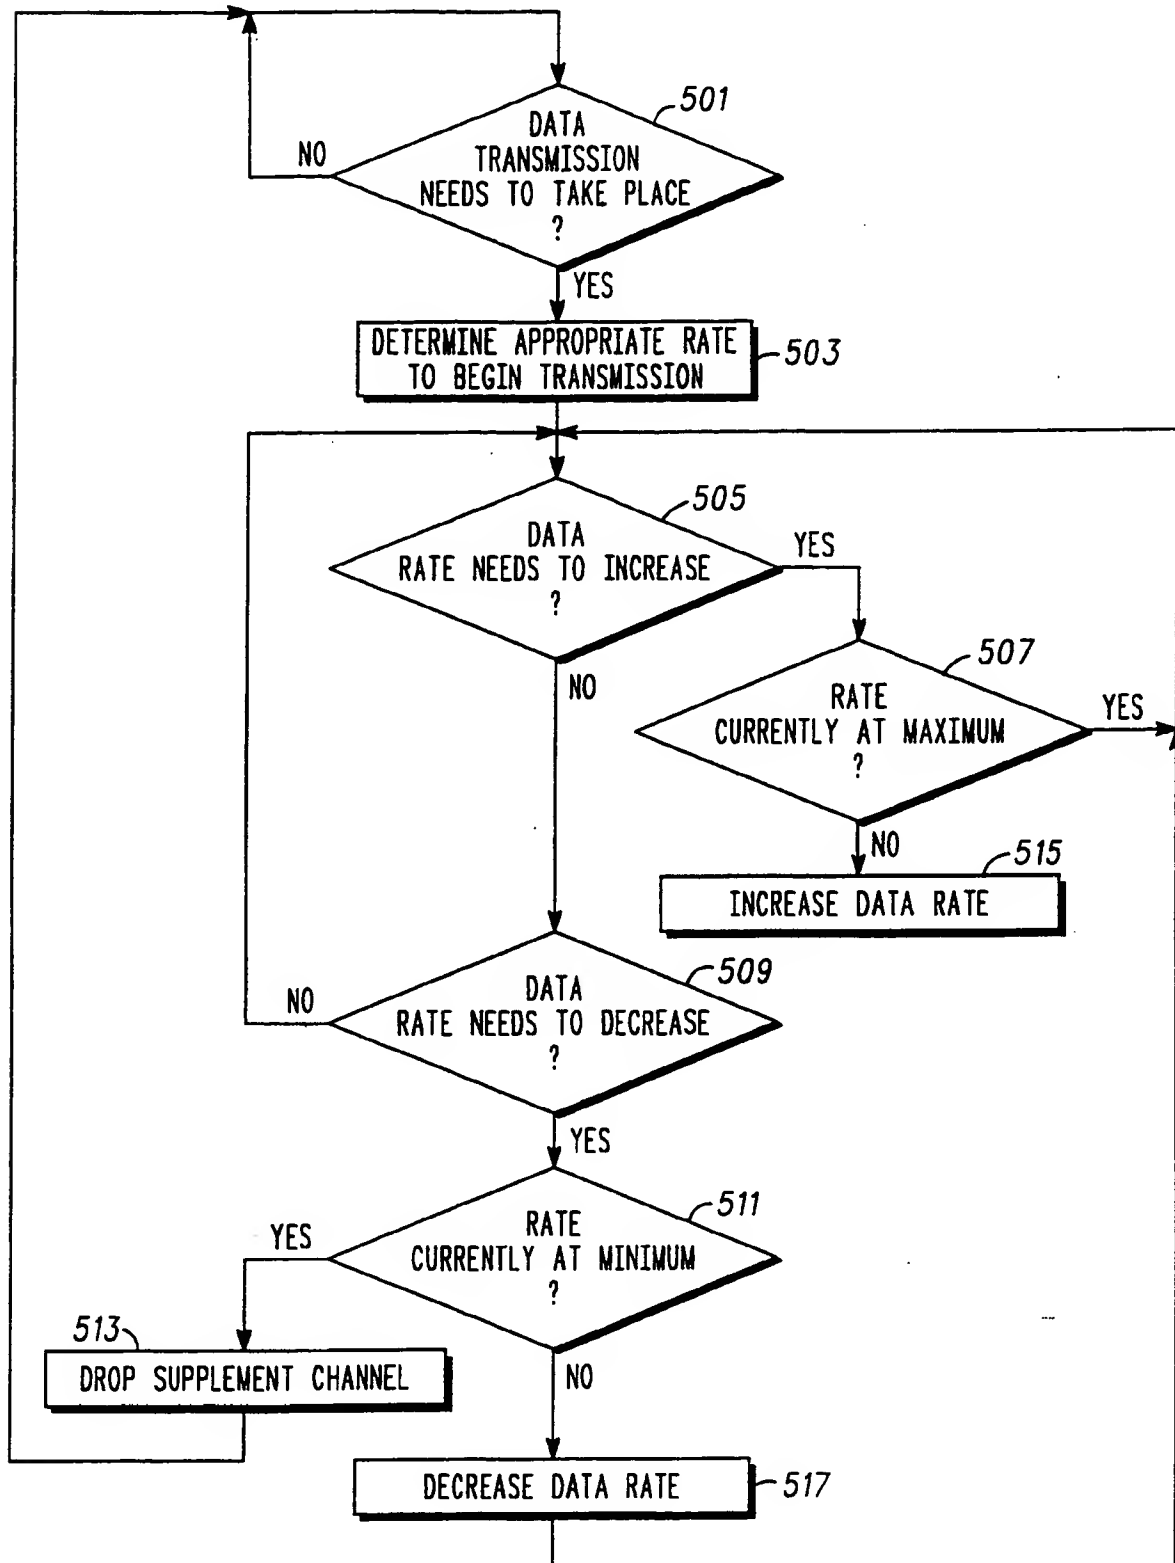 501
DATA
TRANSMISSION
NEEDS TO TAKE PLACE
?
NO
YES
DETERMINE APPROPRIATE RATE
TO BEGIN TRANSMISSION
503
505
DATA
RATE NEEDS TO INCREASE
?
YES
NO
507
RATE
CURRENTLY AT MAXIMUM
?
YES
NO
515
INCREASE DATA RATE
509
DATA
RATE NEEDS TO DECREASE
?
NO
YES
511
RATE
CURRENTLY AT MINIMUM
?
YES
NO
513
DROP SUPPLEMENT CHANNEL
DECREASE DATA RATE
517